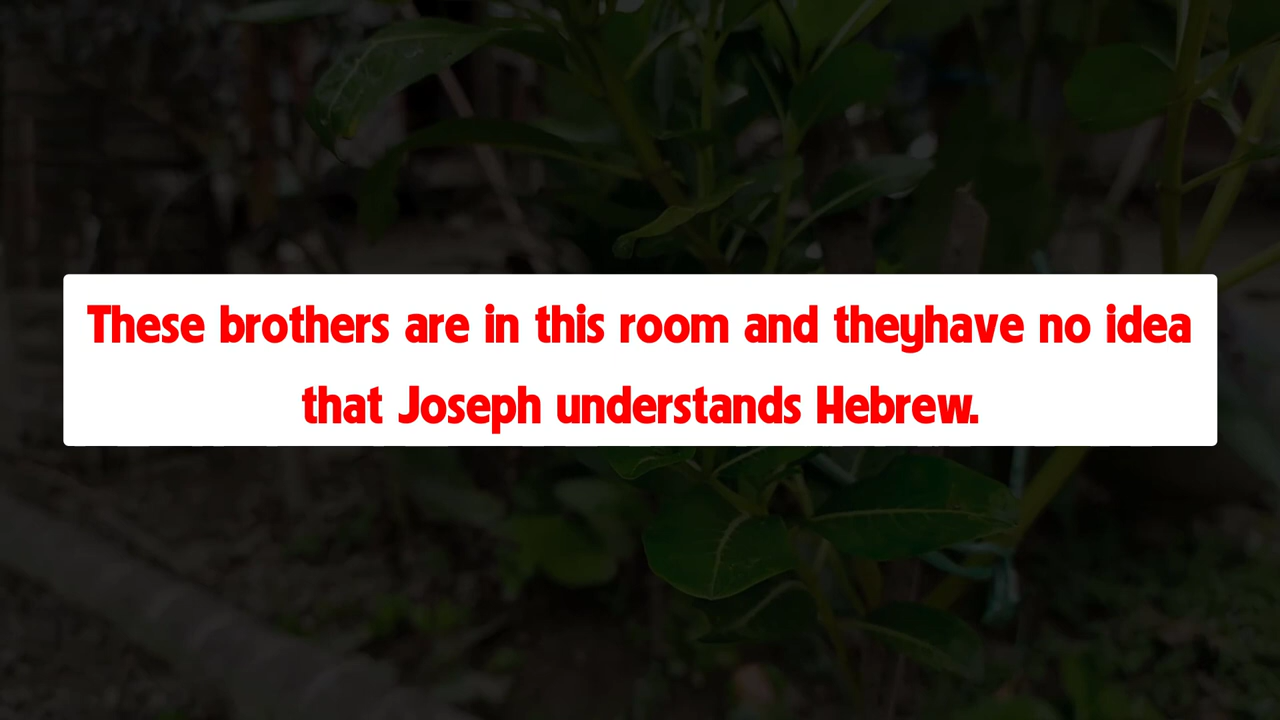 These brothers are in this room and theyhave no idea
that Joseph understands Hebrew.